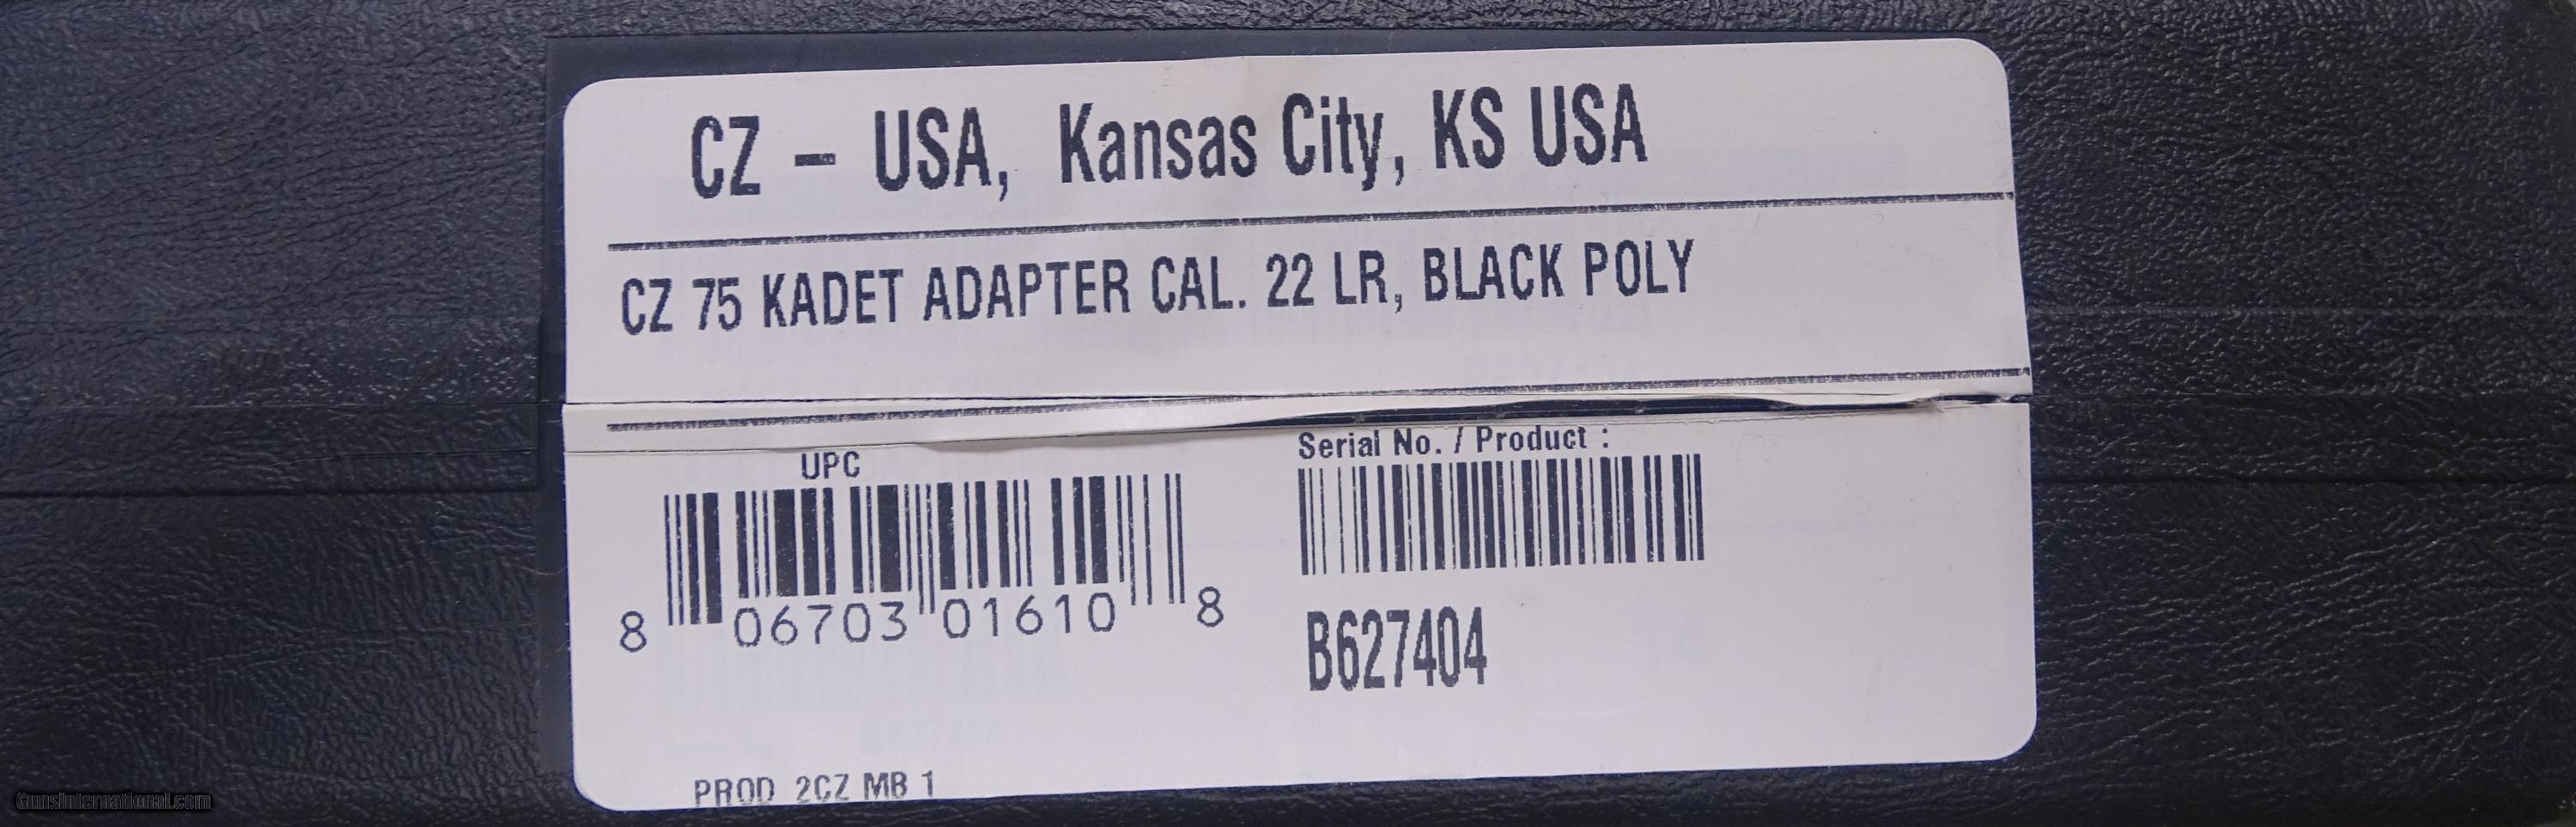 CZ – USA, Kansas City, KS USA
CZ 75 KADET ADAPTER CAL. 22 LR, BLACK POLY
UPC
8 06703 01610 8
Serial No. / Product :
B627404
PROD 2CZ MB 1
GunsInternational.com